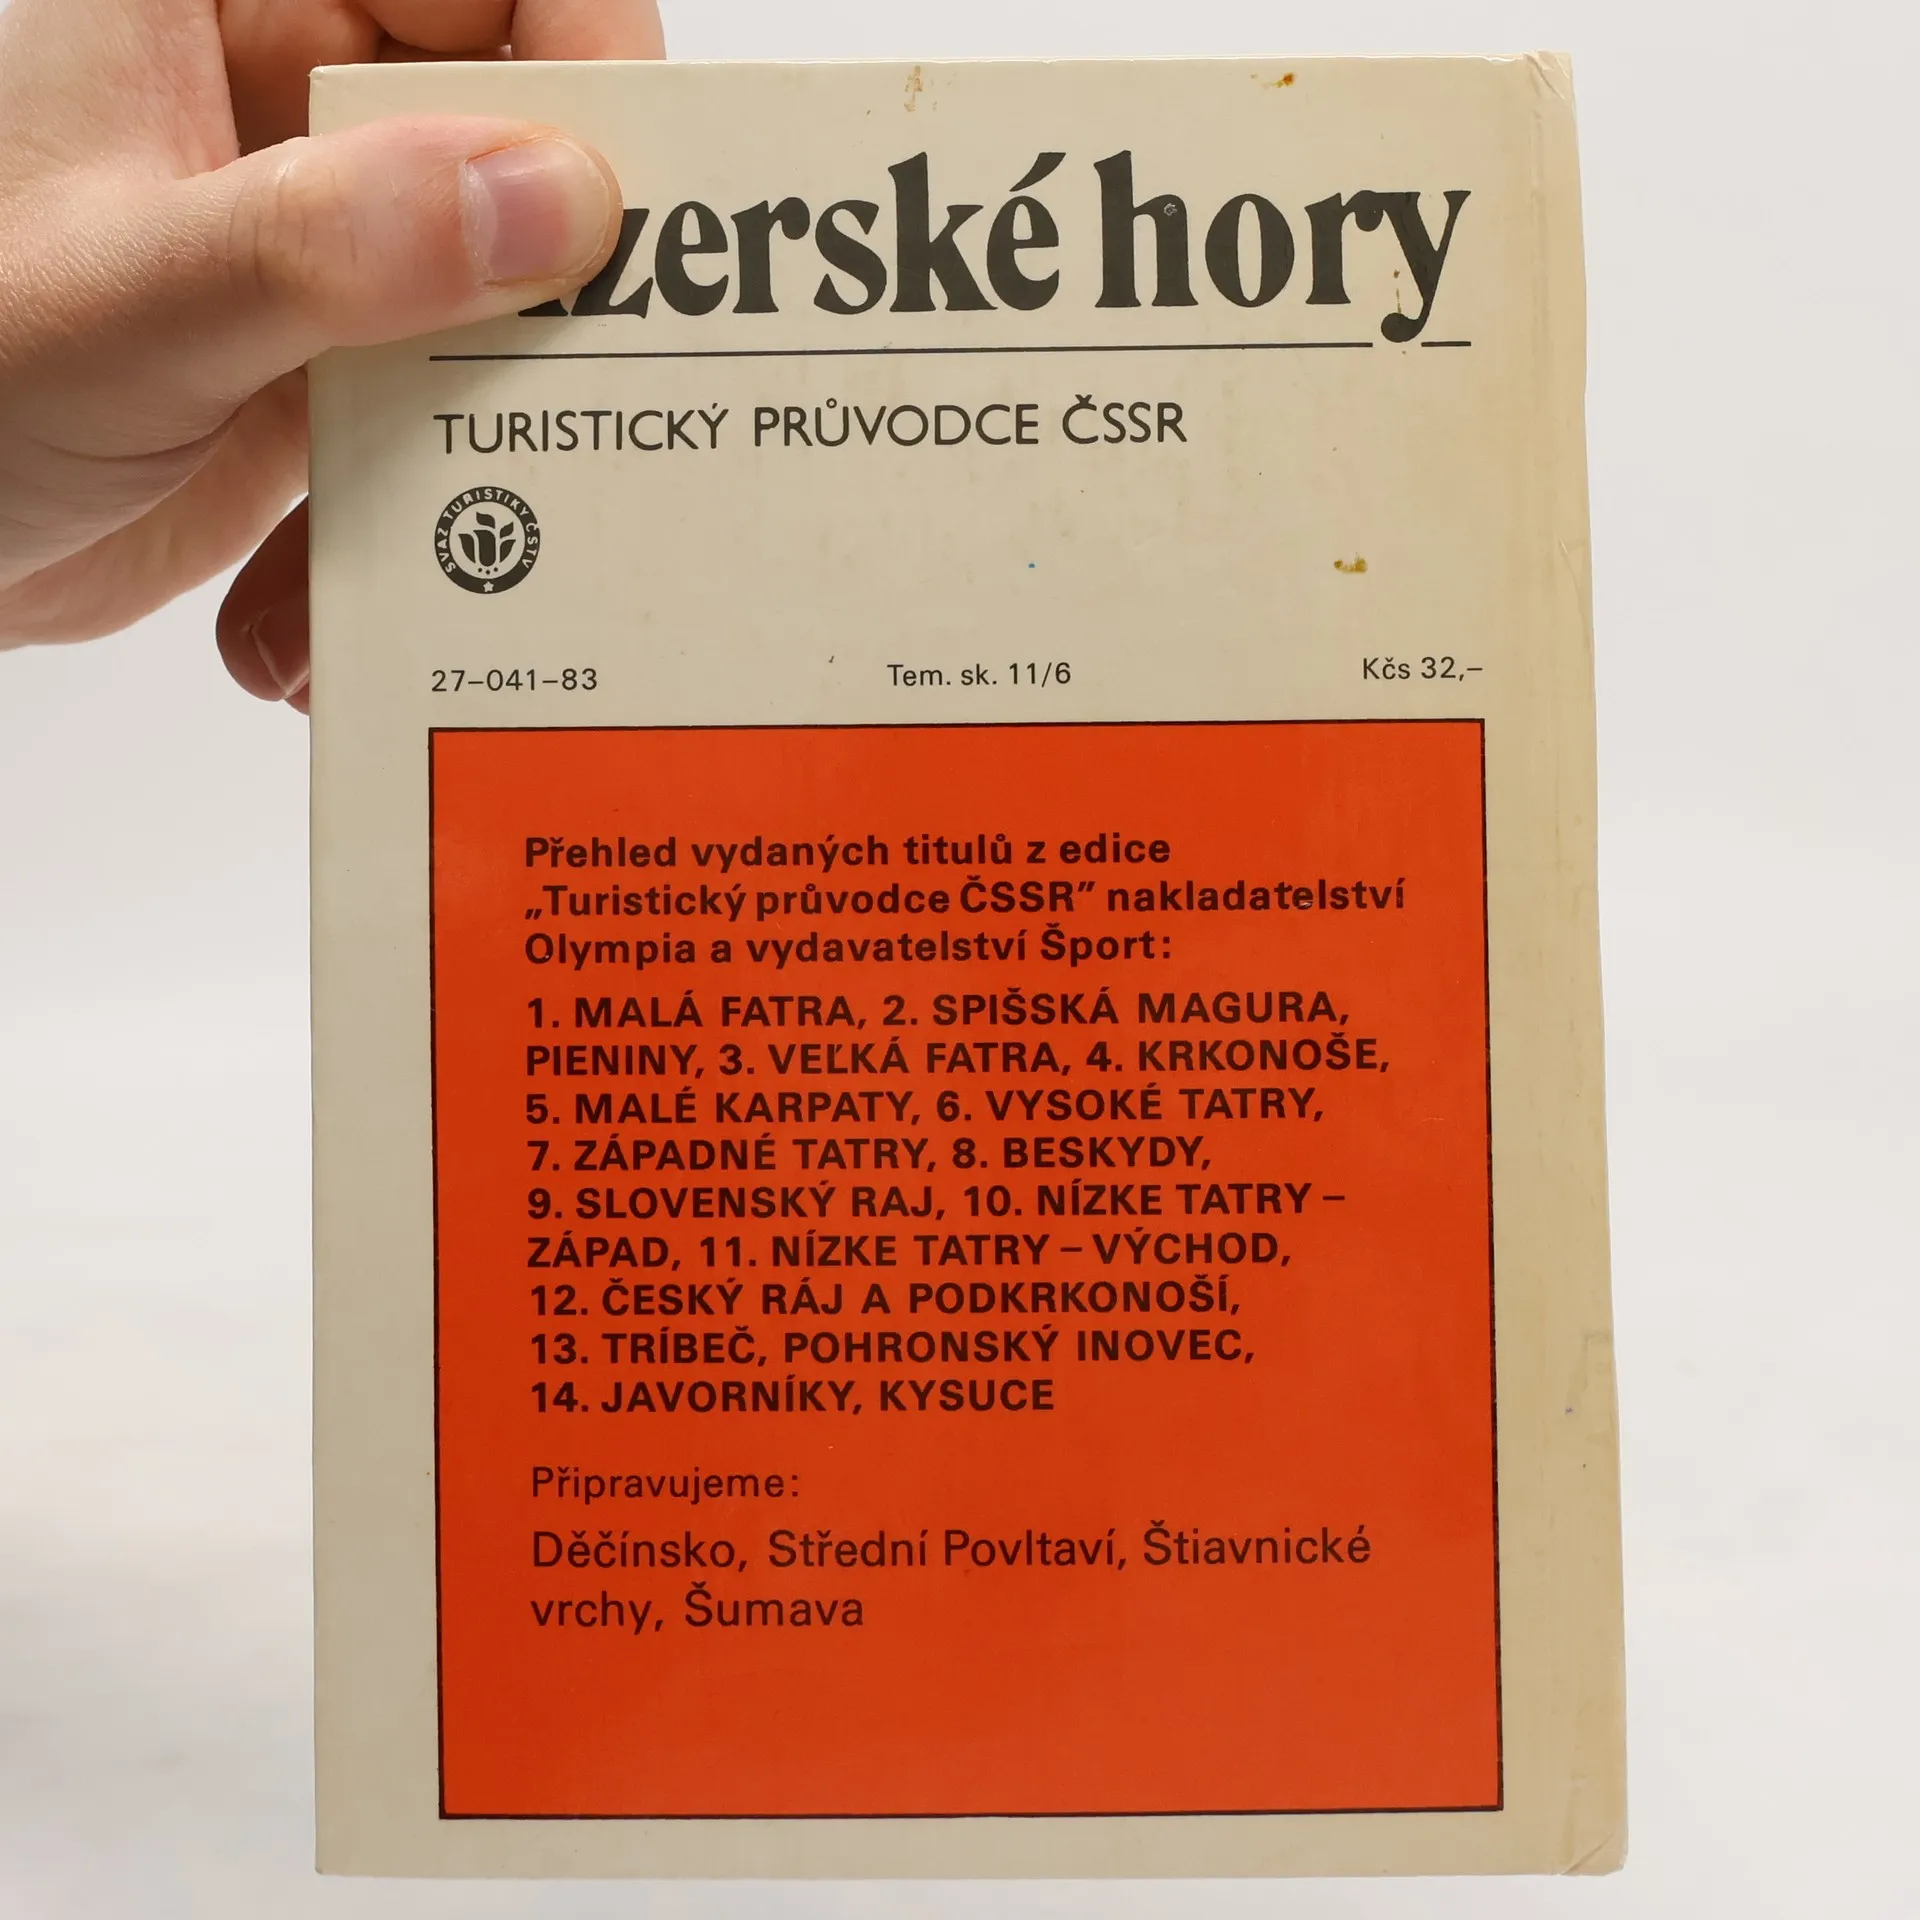 Jizerské hory
TURISTICKÝ PRŮVODCE ČSSR
SVAZ TURISTIKY ČSTV
27–041–83 Tem. sk. 11/6 Kčs 32,–
Přehled vydaných titulů z edice
„Turistický průvodce ČSSR” nakladatelství
Olympia a vydavatelství Šport:
1. MALÁ FATRA, 2. SPIŠSKÁ MAGURA,
PIENINY, 3. VEĽKÁ FATRA, 4. KRKONOŠE,
5. MALÉ KARPATY, 6. VYSOKÉ TATRY,
7. ZÁPADNÉ TATRY, 8. BESKYDY,
9. SLOVENSKÝ RAJ, 10. NÍZKE TATRY –
ZÁPAD, 11. NÍZKE TATRY – VÝCHOD,
12. ČESKÝ RÁJ A PODKRKONOŠÍ,
13. TRÍBEČ, POHRONSKÝ INOVEC,
14. JAVORNÍKY, KYSUCE
Připravujeme:
Děčínsko, Střední Povltaví, Štiavnické
vrchy, Šumava